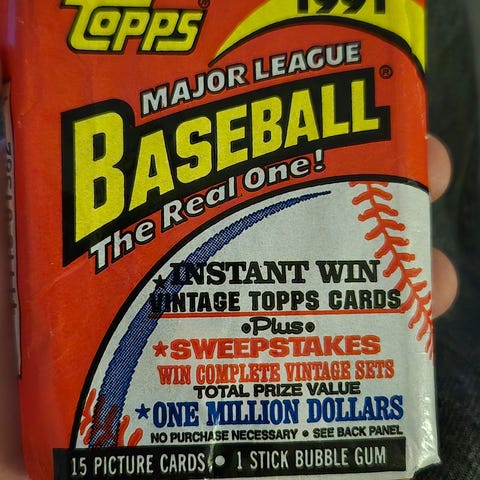 TOPPS®
1991
MAJOR LEAGUE
BASEBALL®
The Real One!
★INSTANT WIN
VINTAGE TOPPS CARDS
•Plus•
★SWEEPSTAKES
WIN COMPLETE VINTAGE SETS
TOTAL PRIZE VALUE
★ONE MILLION DOLLARS
NO PURCHASE NECESSARY • SEE BACK PANEL
15 PICTURE CARDS • 1 STICK BUBBLE GUM